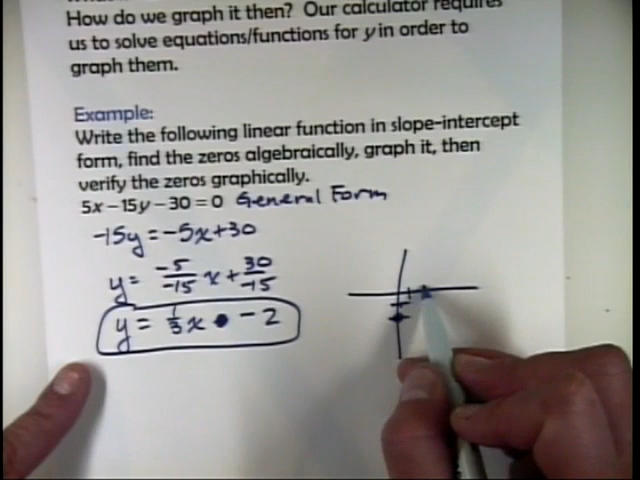 How do we graph it then? Our calculator requires
us to solve equations/functions for y in order to
graph them.
Example:
Write the following linear function in slope-intercept
form, find the zeros algebraically, graph it, then
verify the zeros graphically.
5x – 15y – 30 = 0 General Form
-15y = -5x + 30
y = -5/-15 x + 30/-15
y = 1/3 x • - 2